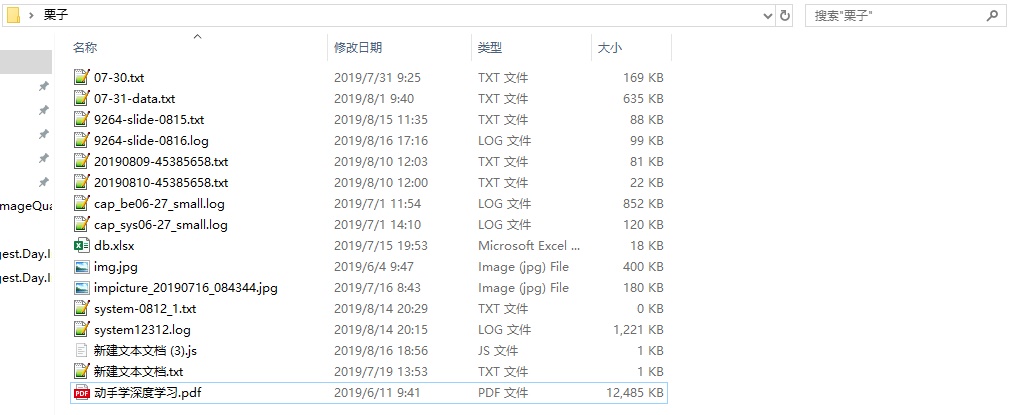 栗子 搜索"栗子"
名称 修改日期 类型 大小
07-30.txt 2019/7/31 9:25 TXT 文件 169 KB
07-31-data.txt 2019/8/1 9:40 TXT 文件 635 KB
9264-slide-0815.txt 2019/8/15 11:35 TXT 文件 88 KB
9264-slide-0816.log 2019/8/16 17:16 LOG 文件 99 KB
20190809-45385658.txt 2019/8/10 12:03 TXT 文件 81 KB
20190810-45385658.txt 2019/8/10 12:00 TXT 文件 22 KB
mageQua cap_be06-27_small.log 2019/7/1 11:54 LOG 文件 852 KB
cap_sys06-27_small.log 2019/7/1 14:10 LOG 文件 120 KB
gest.Day.I db.xlsx 2019/7/15 19:53 Microsoft Excel ... 18 KB
gest.Day.I img.jpg 2019/6/4 9:47 Image (jpg) File 400 KB
impicture_20190716_084344.jpg 2019/7/16 8:43 Image (jpg) File 180 KB
system-0812_1.txt 2019/8/14 20:29 TXT 文件 0 KB
system12312.log 2019/8/14 20:15 LOG 文件 1,221 KB
新建文本文档 (3).js 2019/8/16 18:56 JS 文件 1 KB
新建文本文档.txt 2019/7/19 13:53 TXT 文件 1 KB
PDF 动手学深度学习.pdf 2019/6/11 9:41 PDF 文件 12,485 KB